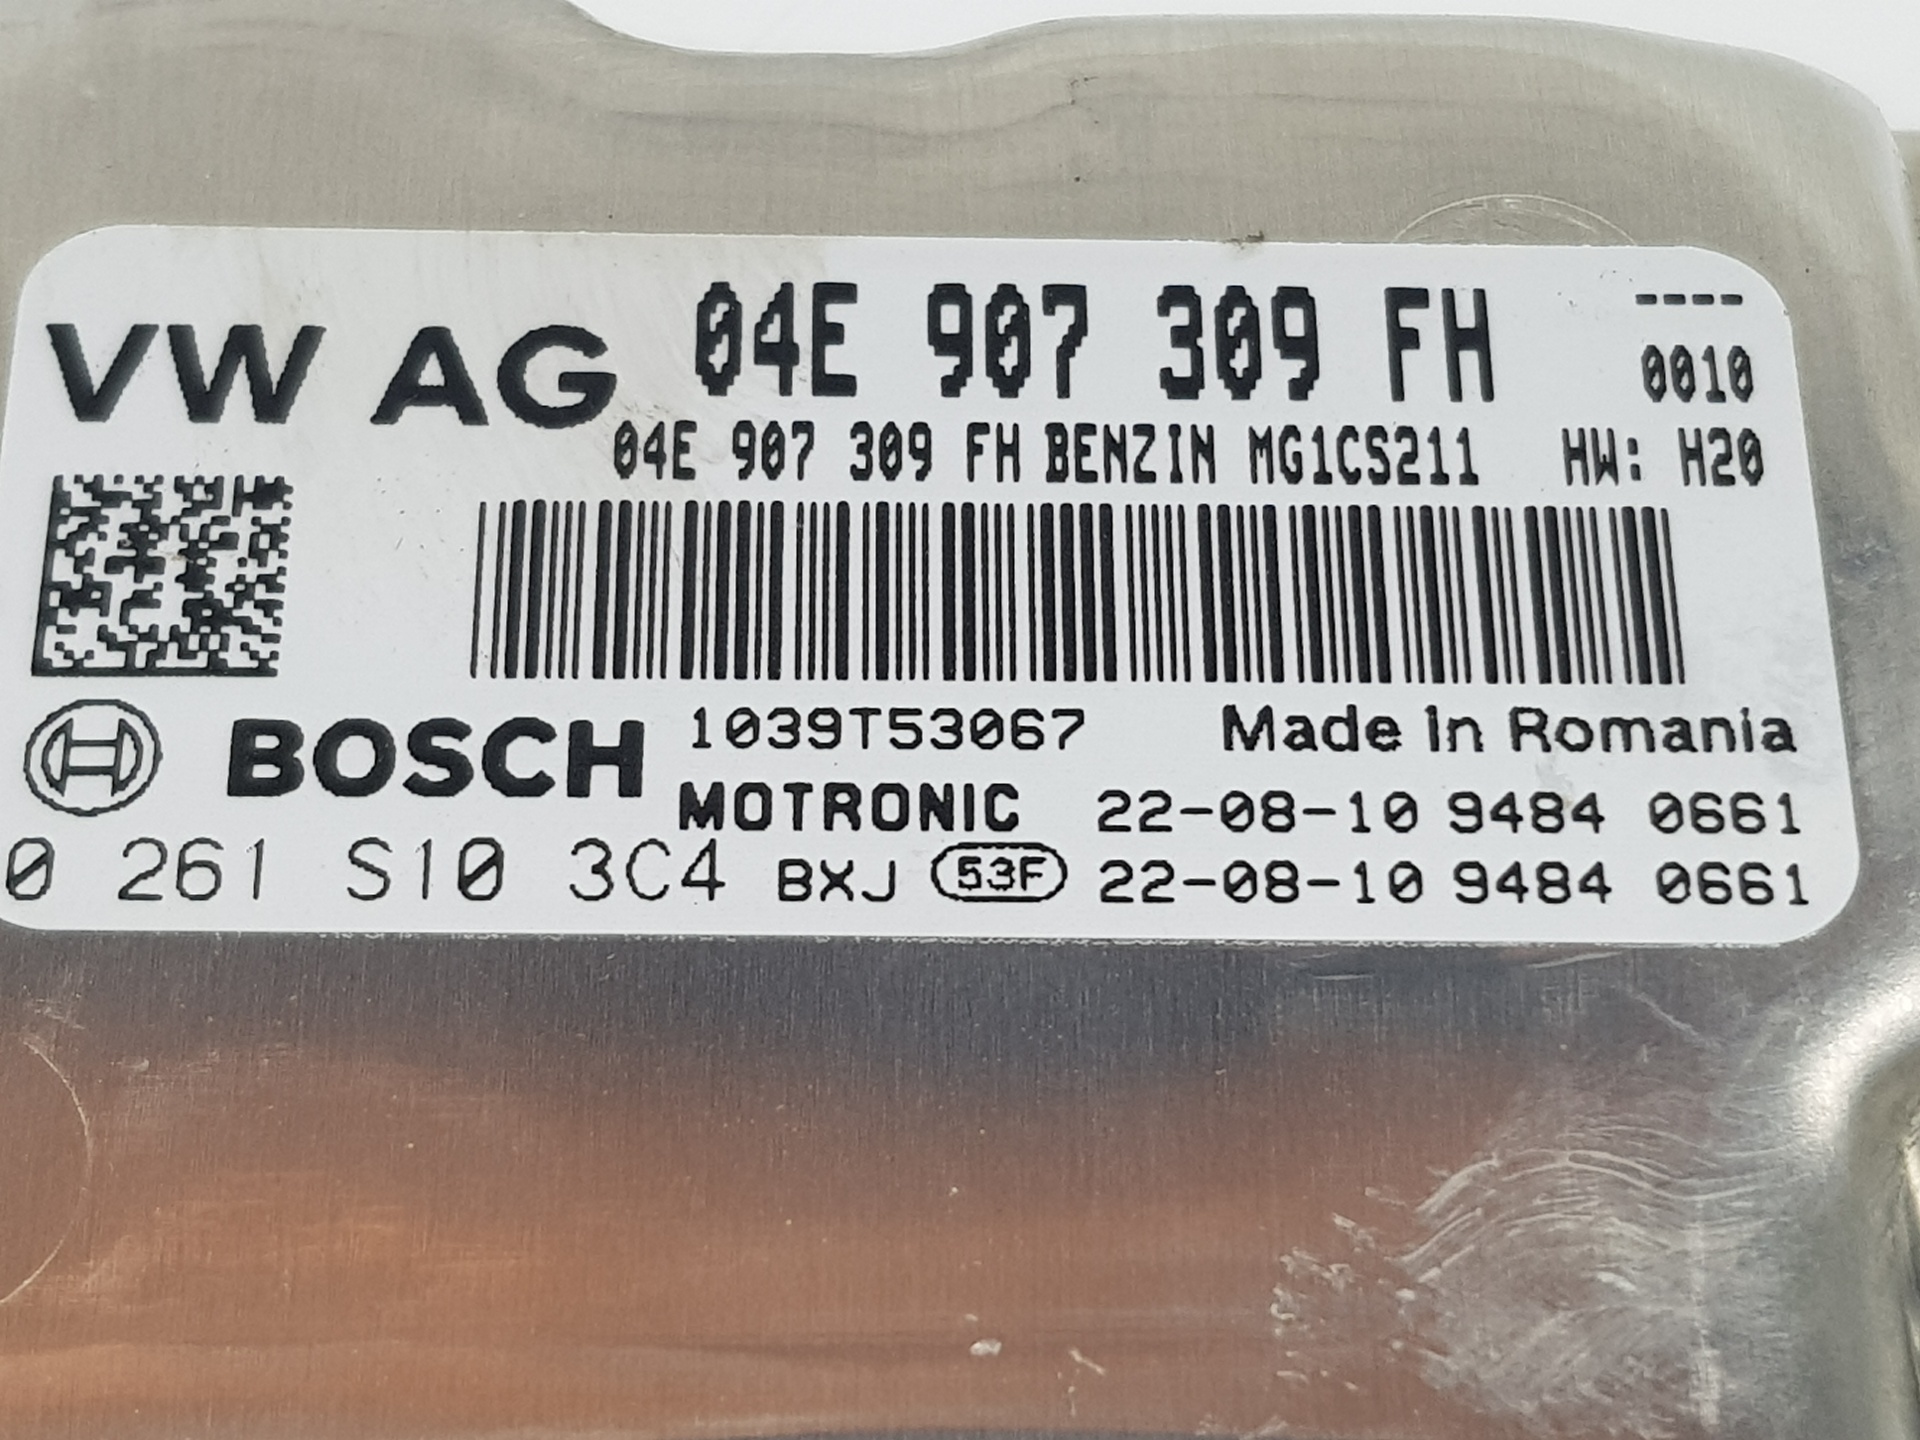 VW AG 04E 907 309 FH ----
0010
04E 907 309 FH BENZIN MG1CS211 HW: H20
BOSCH 1039T53067 Made In Romania
MOTRONIC 22-08-10 9484 0661
0 261 S10 3C4 BXJ 53F 22-08-10 9484 0661